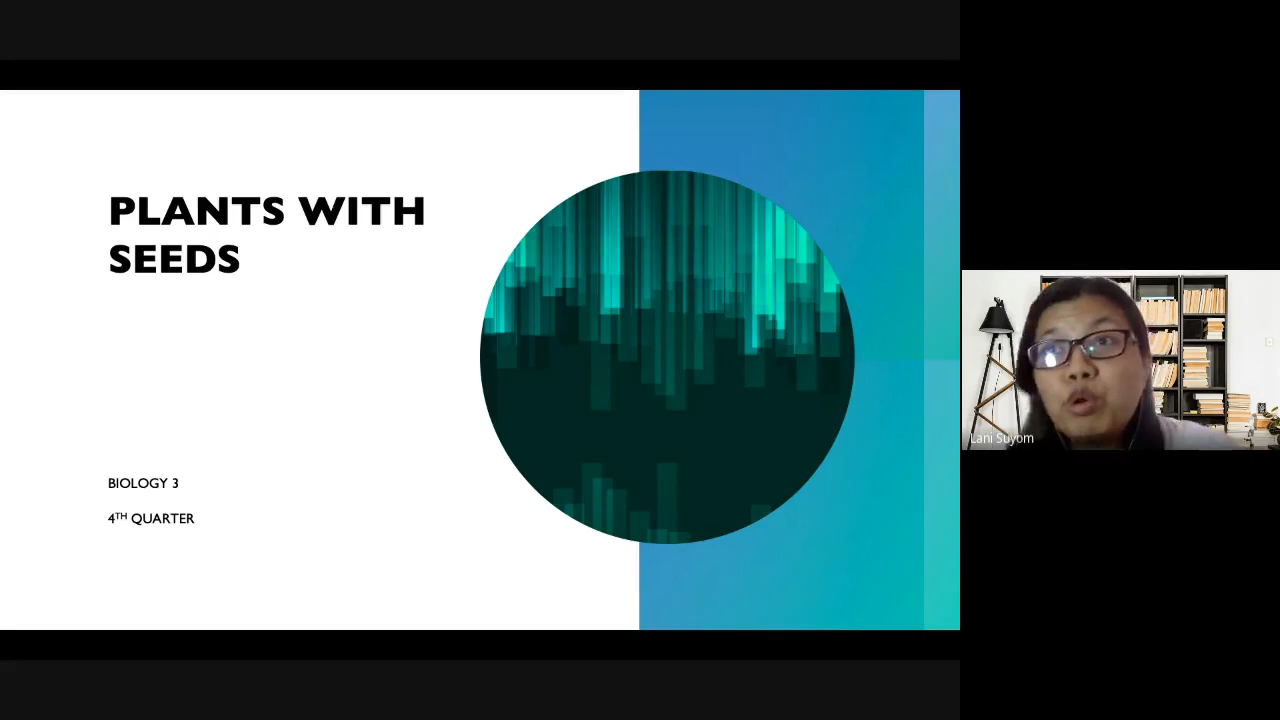 PLANTS WITH
SEEDS
BIOLOGY 3
4TH QUARTER
Lani Suyom